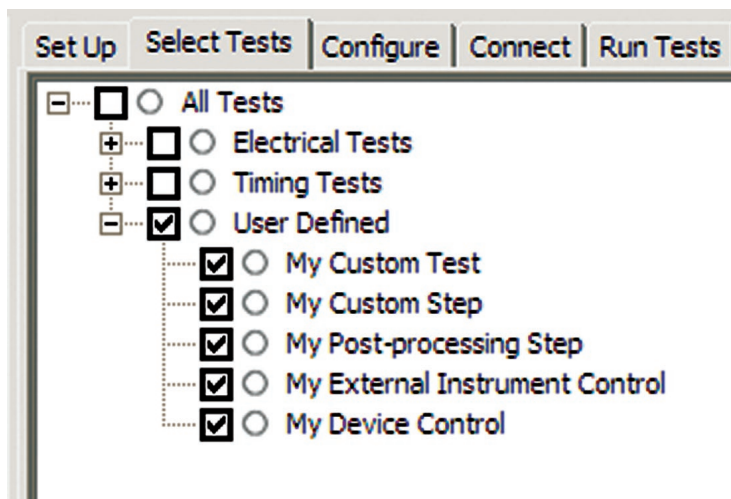 Set Up Select Tests Configure Connect Run Tests
All Tests
Electrical Tests
Timing Tests
User Defined
My Custom Test
My Custom Step
My Post-processing Step
My External Instrument Control
My Device Control